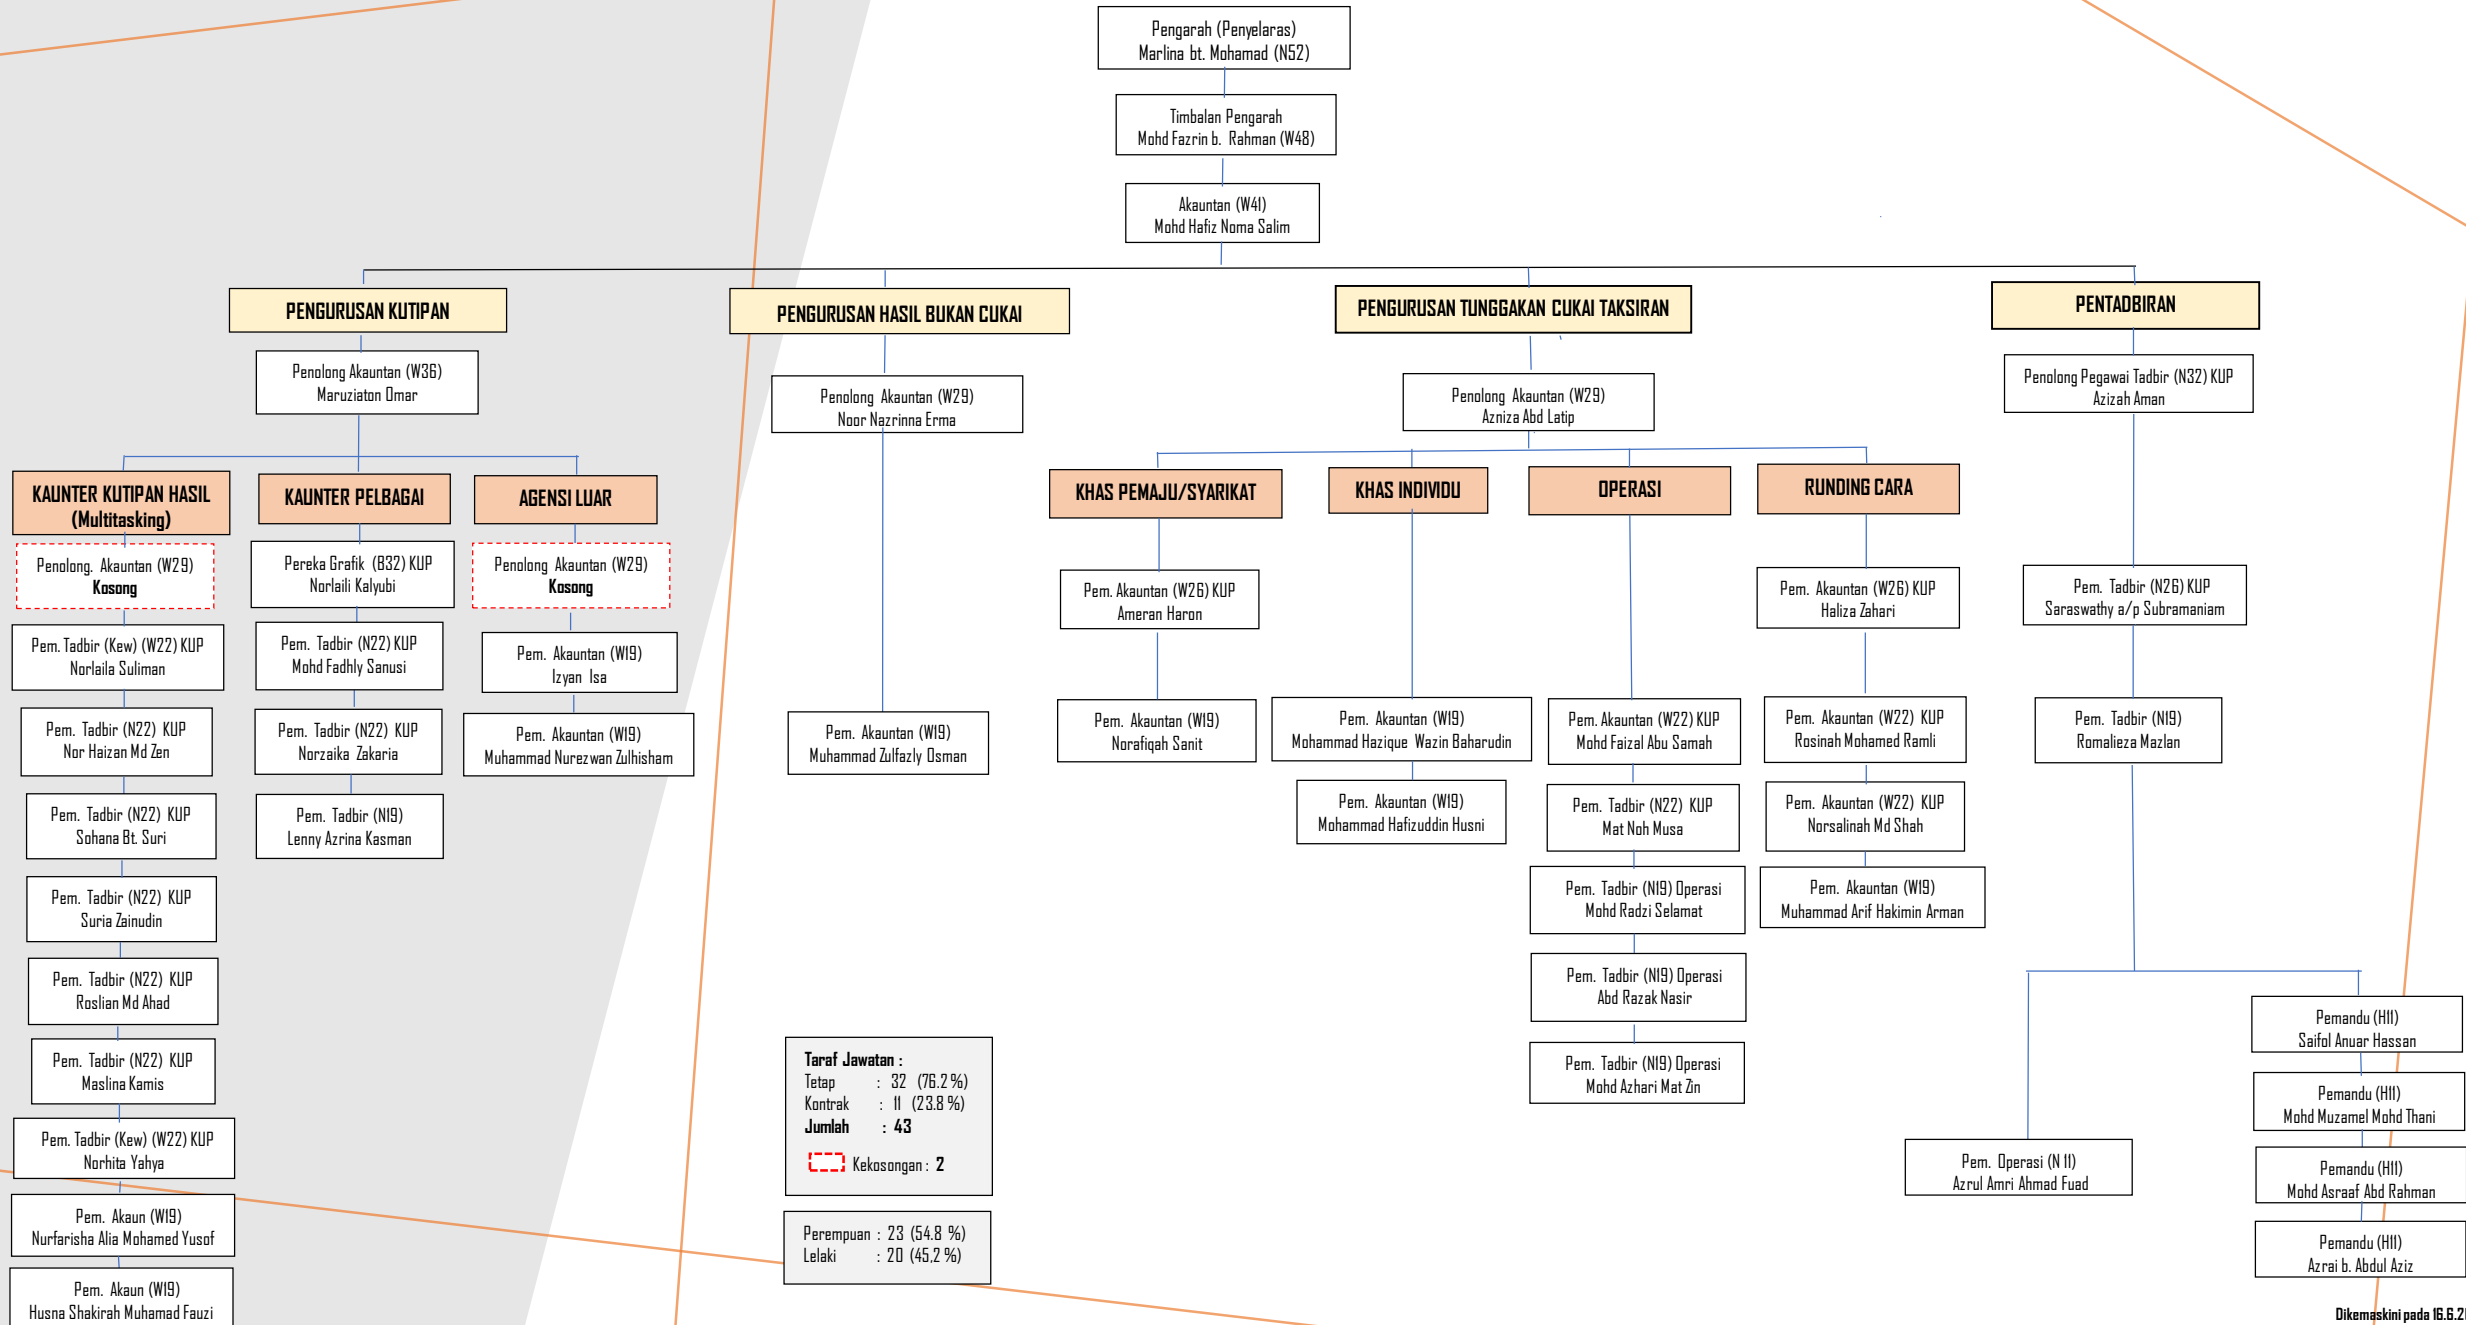 Pengarah (Penyelaras)
Marlina bt. Mohamad (N52)
Timbalan Pengarah
Mohd Fazrin b. Rahman (W48)
Akauntan (W41)
Mohd Hafiz Noma Salim
PENGURUSAN KUTIPAN
Penolong Akauntan (W36)
Maruziaton Omar
KAUNTER KUTIPAN HASIL
(Multitasking)
Penolong. Akauntan (W29)
Kosong
Pem. Tadbir (Kew) (W22) KUP
Norlaila Suliman
Pem. Tadbir (N22) KUP
Nor Haizan Md Zen
Pem. Tadbir (N22) KUP
Sohana Bt. Suri
Pem. Tadbir (N22) KUP
Suria Zainudin
Pem. Tadbir (N22) KUP
Roslian Md Ahad
Pem. Tadbir (N22) KUP
Maslina Kamis
Pem. Tadbir (Kew) (W22) KUP
Norhita Yahya
Pem. Akaun (W19)
Nurfarisha Alia Mohamed Yusof
Pem. Akaun (W19)
Husna Shakirah Muhamad Fauzi
KAUNTER PELBAGAI
Pereka Grafik (B32) KUP
Norlaili Kalyubi
Pem. Tadbir (N22) KUP
Mohd Fadhly Sanusi
Pem. Tadbir (N22) KUP
Norzaika Zakaria
Pem. Tadbir (N19)
Lenny Azrina Kasman
AGENSI LUAR
Penolong Akauntan (W29)
Kosong
Pem. Akauntan (W19)
Izyan Isa
Pem. Akauntan (W19)
Muhammad Nurezwan Zulhisham
PENGURUSAN HASIL BUKAN CUKAI
Penolong Akauntan (W29)
Noor Nazrinna Erma
Pem. Akauntan (W19)
Muhammad Zulfazly Osman
PENGURUSAN TUNGGAKAN CUKAI TAKSIRAN
Penolong Akauntan (W29)
Azniza Abd Latip
KHAS PEMAJU/SYARIKAT
Pem. Akauntan (W26) KUP
Ameran Haron
Pem. Akauntan (W19)
Norafiqah Sanit
KHAS INDIVIDU
Pem. Akauntan (W19)
Mohammad Hazique Wazin Baharudin
Pem. Akauntan (W19)
Mohammad Hafizuddin Husni
OPERASI
Pem. Akauntan (W22) KUP
Mohd Faizal Abu Samah
Pem. Tadbir (N22) KUP
Mat Noh Musa
Pem. Tadbir (N19) Operasi
Mohd Radzi Selamat
Pem. Tadbir (N19) Operasi
Abd Razak Nasir
Pem. Tadbir (N19) Operasi
Mohd Azhari Mat Zin
RUNDING CARA
Pem. Akauntan (W26) KUP
Haliza Zahari
Pem. Akauntan (W22) KUP
Rosinah Mohamed Ramli
Pem. Akauntan (W22) KUP
Norsalinah Md Shah
Pem. Akauntan (W19)
Muhammad Arif Hakimin Arman
PENTADBIRAN
Penolong Pegawai Tadbir (N32) KUP
Azizah Aman
Pem. Tadbir (N26) KUP
Saraswathy a/p Subramaniam
Pem. Tadbir (N19)
Romalieza Mazlan
Pem. Operasi (N 11)
Azrul Amri Ahmad Fuad
Pemandu (H11)
Saifol Anuar Hassan
Pemandu (H11)
Mohd Muzamel Mohd Thani
Pemandu (H11)
Mohd Asraaf Abd Rahman
Pemandu (H11)
Azrai b. Abdul Aziz
Taraf Jawatan :
Tetap : 32 (76.2 %)
Kontrak : 11 (23.8 %)
Jumlah : 43
Kekosongan : 2
Perempuan : 23 (54.8 %)
Lelaki : 20 (45,2 %)
Dikemaskini pada 16.6.2